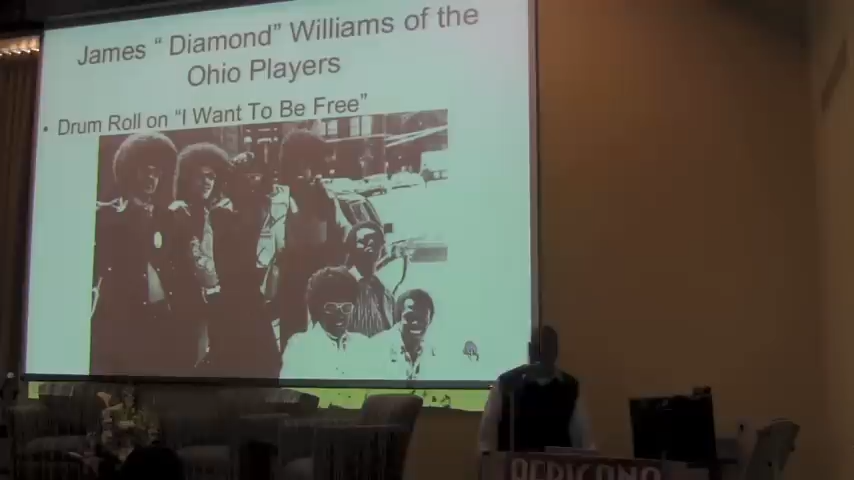 James “ Diamond” Williams of the
Ohio Players
• Drum Roll on “I Want To Be Free”